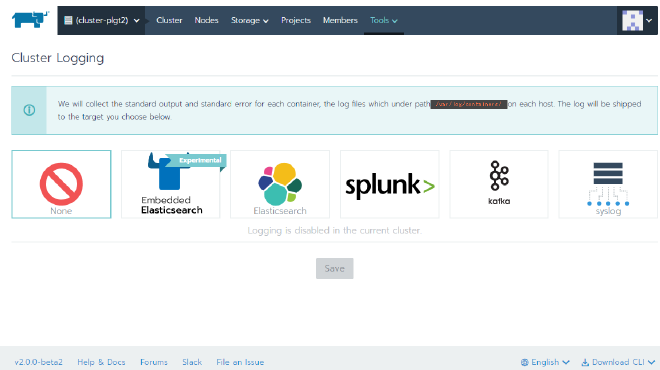 (cluster-plgt2) Cluster Nodes Storage Projects Members Tools
Cluster Logging
We will collect the standard output and standard error for each container, the log files which under path /var/log/containers/ on each host. The log will be shipped
to the target you choose below.
Experimental
None
Embedded
Elasticsearch
Elasticsearch
splunk>
kafka
syslog
Logging is disabled in the current cluster.
Save
v2.0.0-beta2 Help & Docs Forums Slack File an Issue English Download CLI